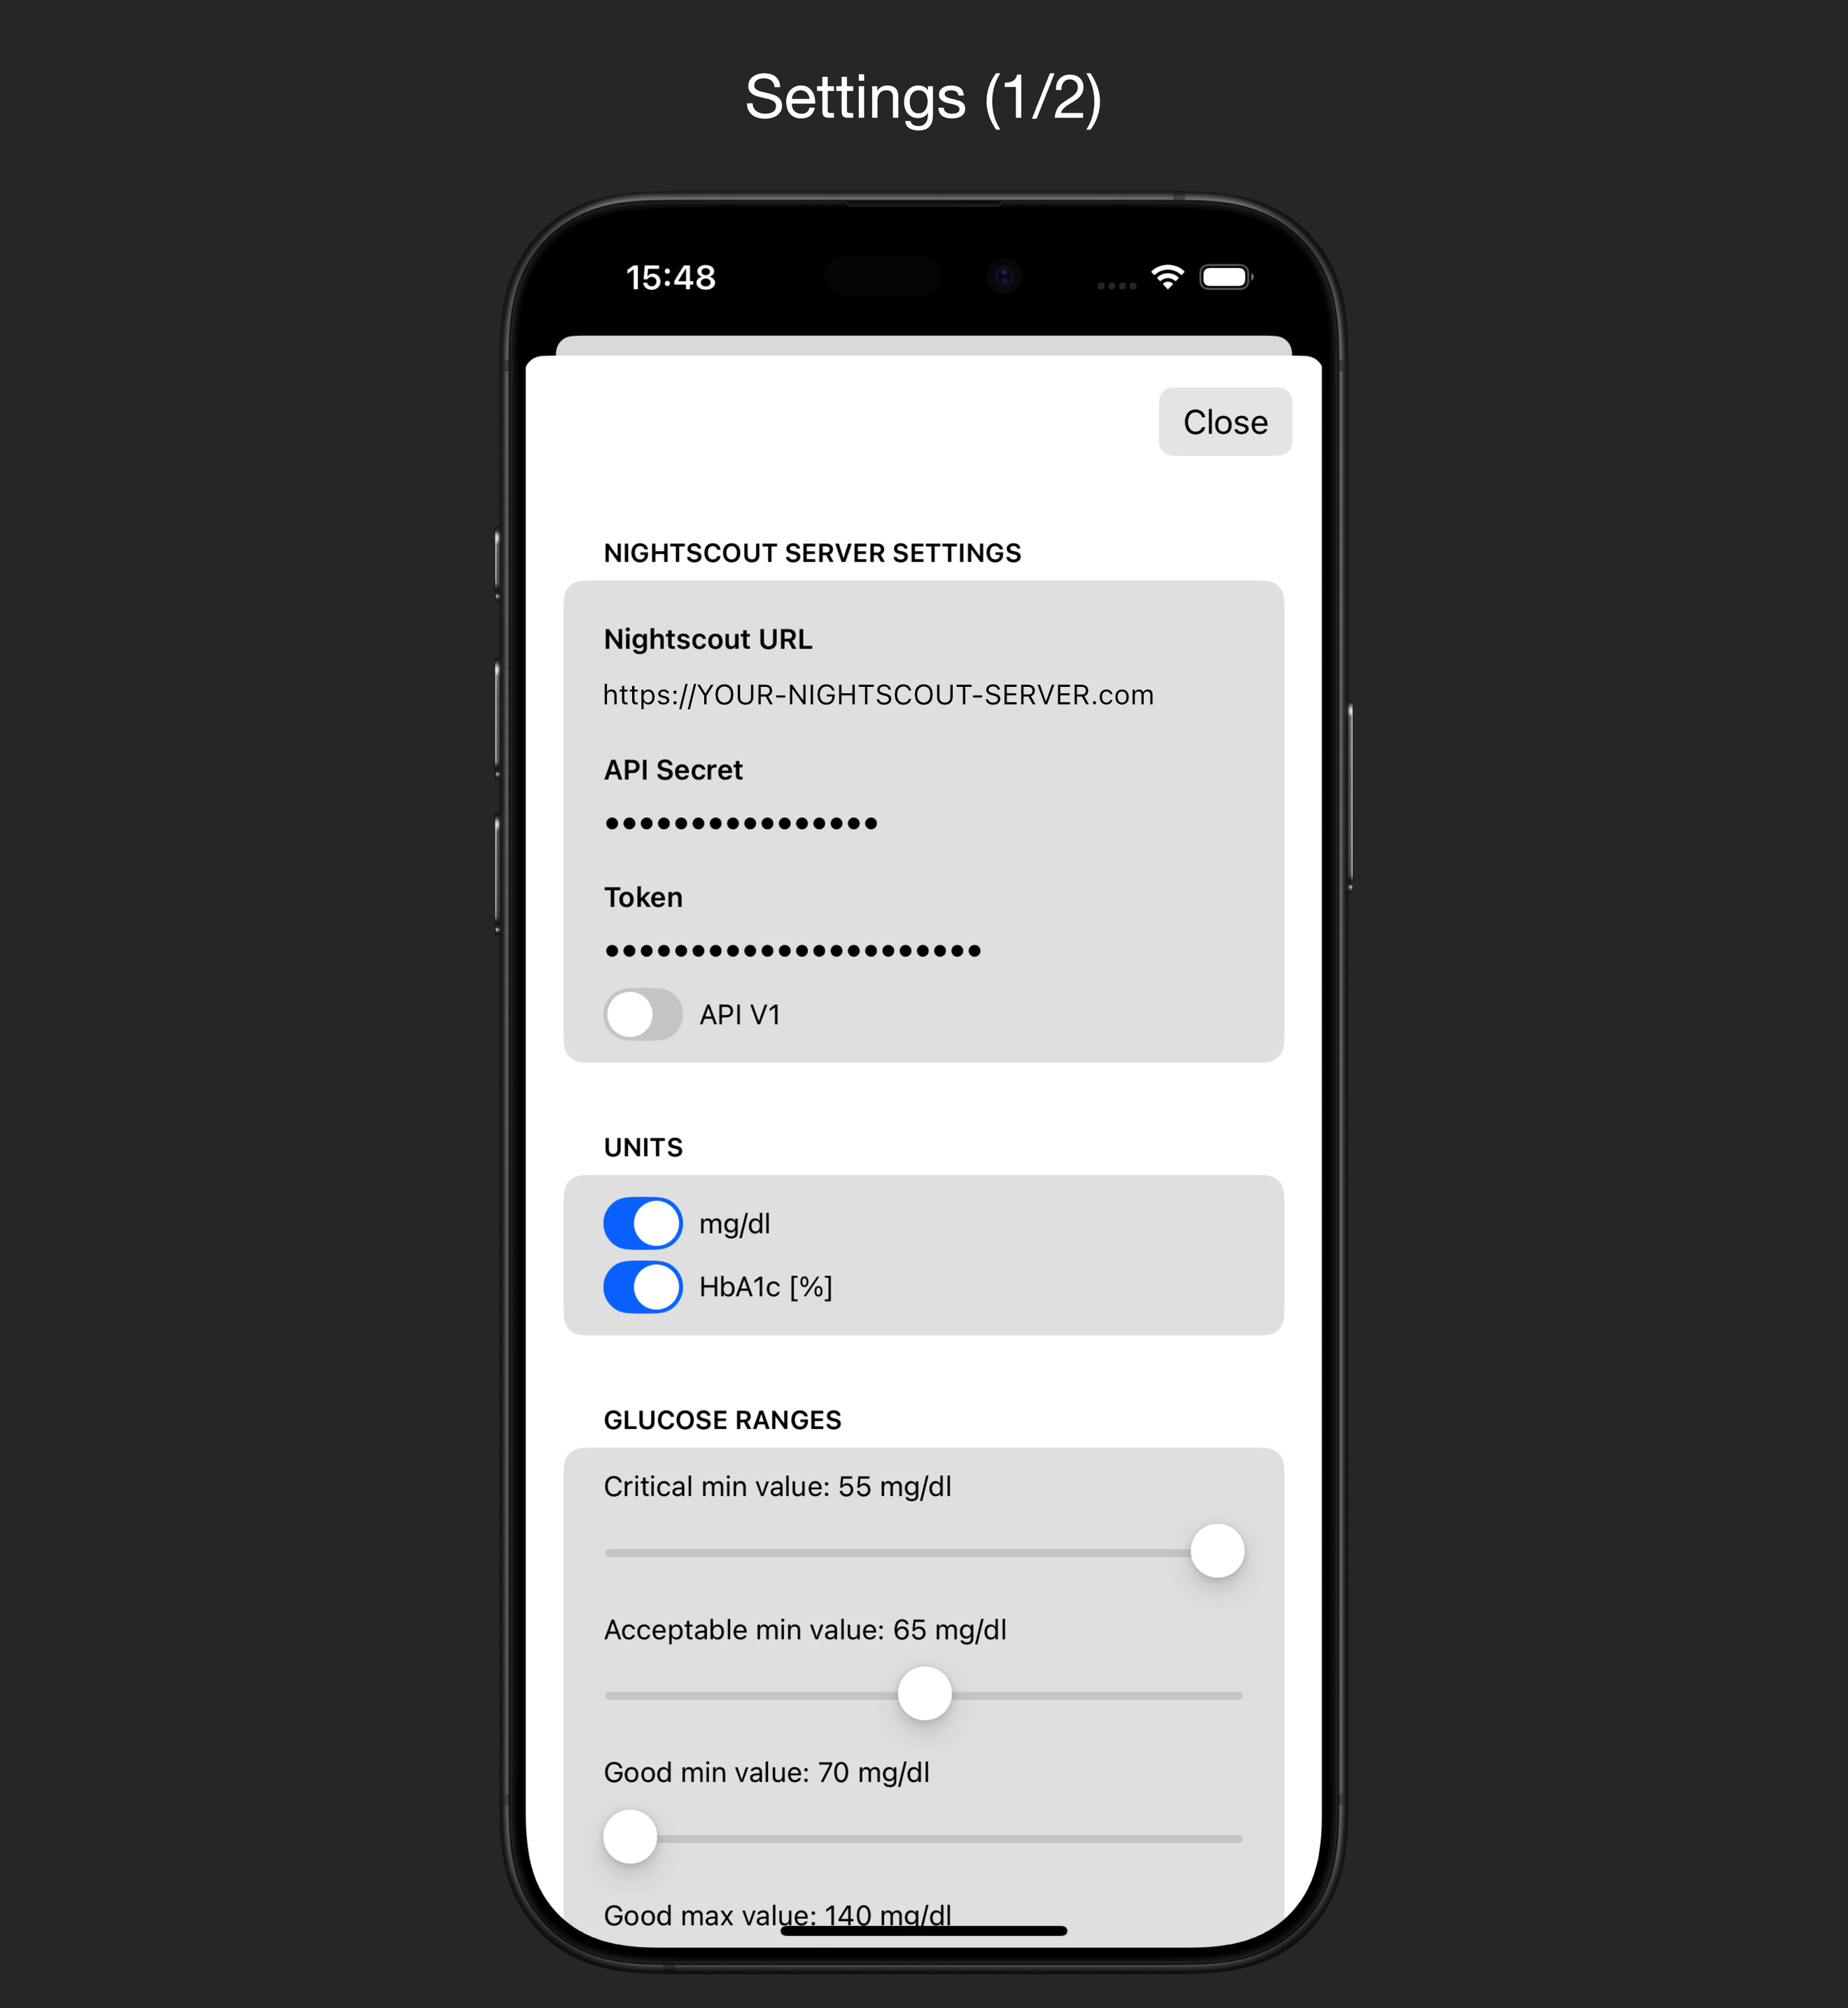 Settings (1/2)
15:48
Close
NIGHTSCOUT SERVER SETTINGS
Nightscout URL
https://YOUR-NIGHTSCOUT-SERVER.com
API Secret
••••••••••••••••
Token
••••••••••••••••••••••
API V1
UNITS
mg/dl
HbA1c [%]
GLUCOSE RANGES
Critical min value: 55 mg/dl
Acceptable min value: 65 mg/dl
Good min value: 70 mg/dl
Good max value: 140 mg/dl